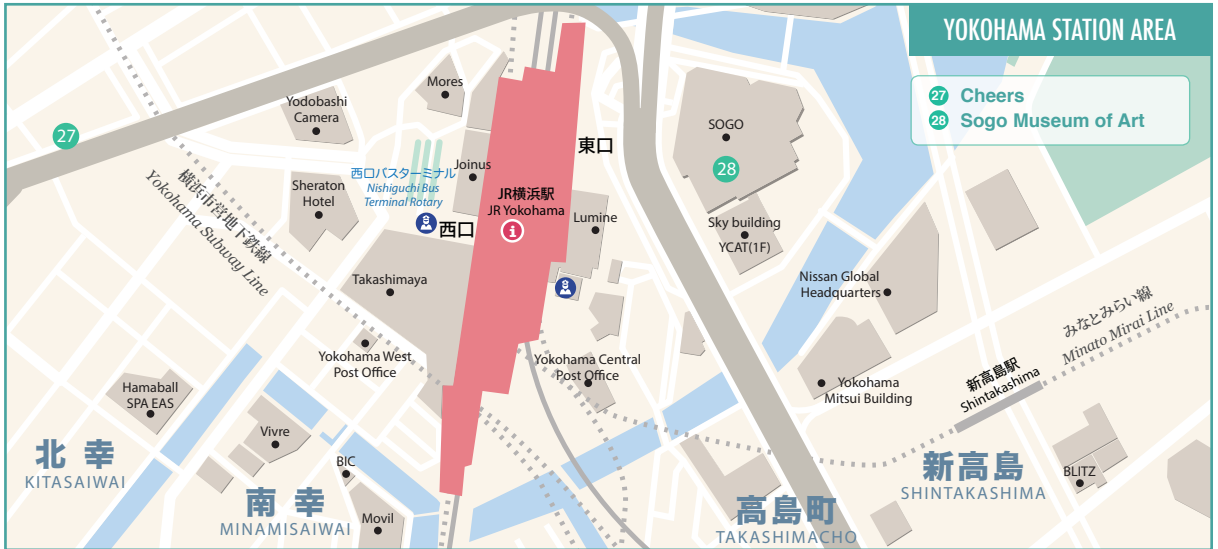 YOKOHAMA STATION AREA
27 Cheers
28 Sogo Museum of Art
27
Yodobashi
Camera
Mores
西口バスターミナル
Nishiguchi Bus
Terminal Rotary
Joinus
東口
SOGO
28
横浜市営地下鉄線
Yokohama Subway Line
Sheraton
Hotel
西口
JR横浜駅
JR Yokohama
i
Lumine
Sky building
YCAT(1F)
Takashimaya
Nissan Global
Headquarters
みなとみらい線
Minato Mirai Line
Yokohama West
Post Office
Yokohama Central
Post Office
Yokohama
Mitsui Building
新高島駅
Shintakashima
Hamaball
SPA EAS
Vivre
BIC
Movil
BLITZ
北幸
KITASAIWAI
南幸
MINAMISAIWAI
高島町
TAKASHIMACHO
新高島
SHINTAKASHIMA